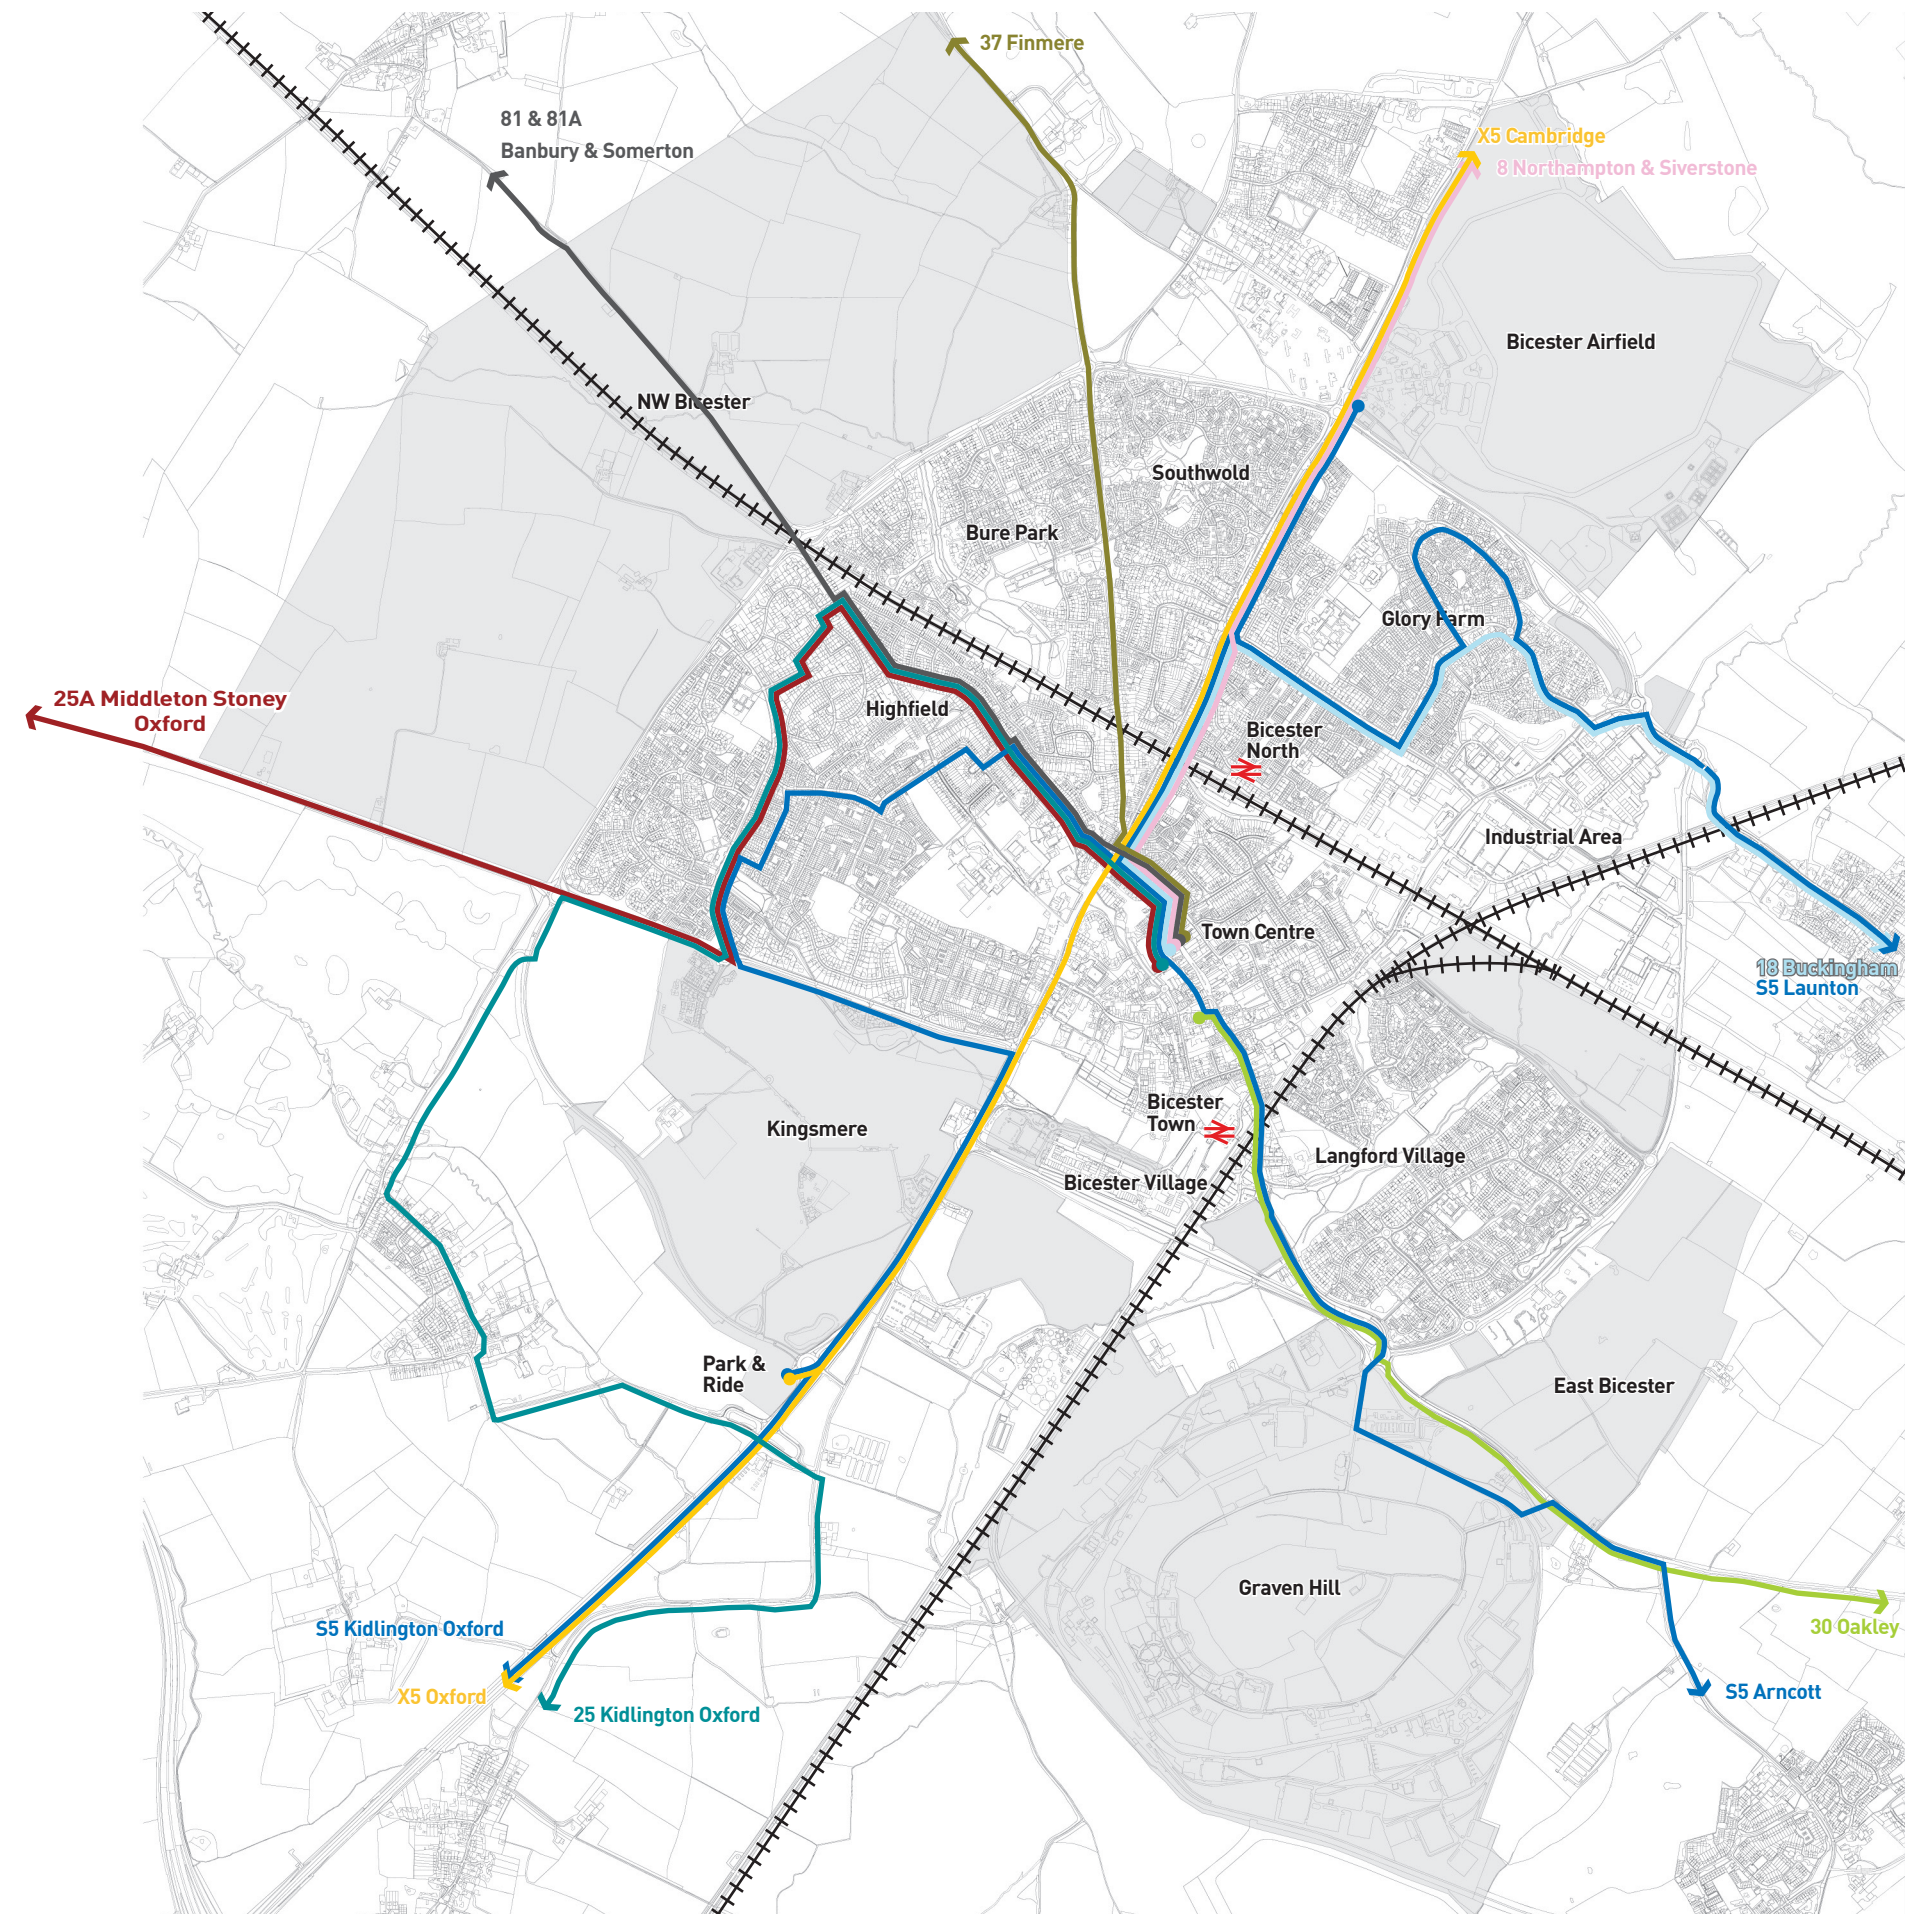 37 Finmere
81 & 81A
Banbury & Somerton
X5 Cambridge
8 Northampton & Siverstone
Bicester Airfield
NW Bicester
Southwold
Bure Park
Glory Farm
25A Middleton Stoney
Oxford
Highfield
Bicester
North
Industrial Area
Town Centre
18 Buckingham
S5 Launton
Bicester
Town
Kingsmere
Langford Village
Bicester Village
Park &
Ride
East Bicester
Graven Hill
S5 Kidlington Oxford
30 Oakley
X5 Oxford
25 Kidlington Oxford
S5 Arncott